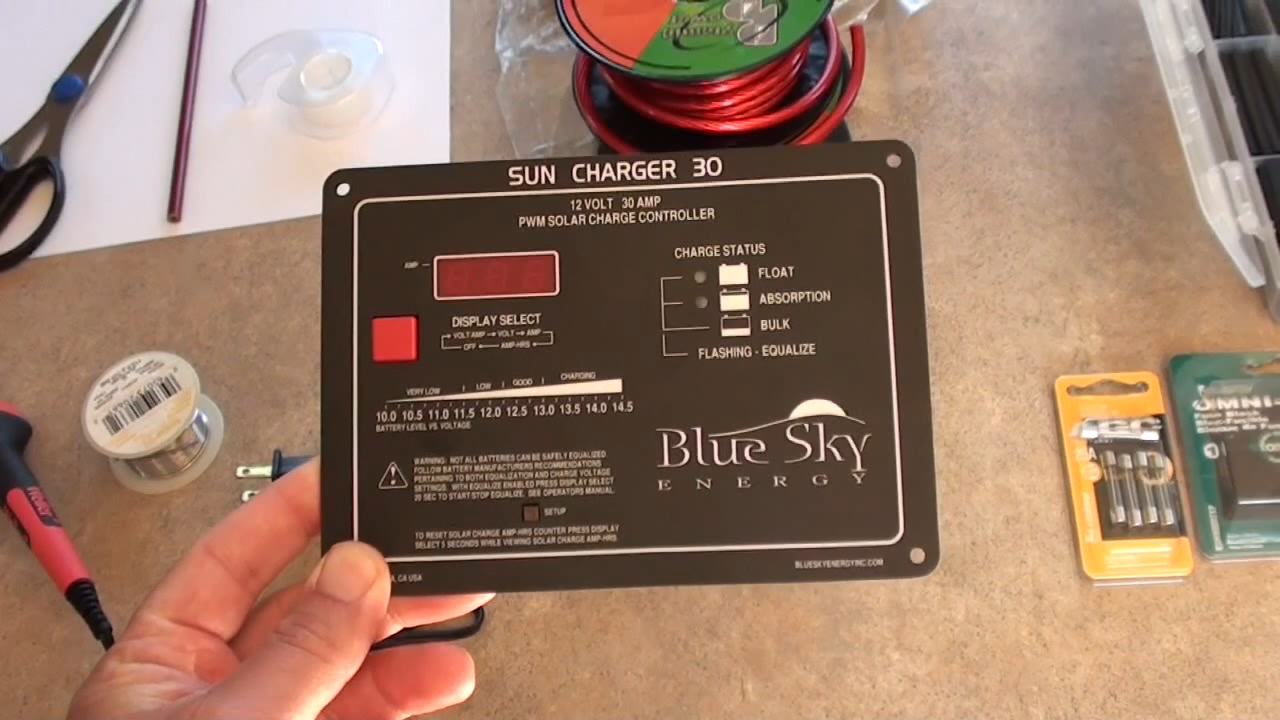 SUN CHARGER 30
12 VOLT 30 AMP
PWM SOLAR CHARGE CONTROLLER
CHARGE STATUS
AMP
FLOAT
ABSORPTION
BULK
FLASHING - EQUALIZE
DISPLAY SELECT
VOLT/AMP VOLT AMP
OFF AMP-HRS
VERY LOW LOW GOOD CHARGING
10.0 10.5 11.0 11.5 12.0 12.5 13.0 13.5 14.0 14.5
BATTERY LEVEL VS. VOLTAGE
Blue Sky
ENERGY
WARNING: NOT ALL BATTERIES CAN BE SAFELY EQUALIZED
FOLLOW BATTERY MANUFACTURERS RECOMMENDATIONS
PERTAINING TO BOTH EQUALIZATION AND CHARGE VOLTAGE
SETTINGS. WITH EQUALIZE ENABLED PRESS DISPLAY SELECT
20 SEC TO START STOP EQUALIZE. SEE OPERATORS MANUAL.
SETUP
TO RESET SOLAR CHARGE AMP-HRS COUNTER PRESS DISPLAY
SELECT 5 SECONDS WHILE VIEWING SOLAR CHARGE AMP-HRS
CA USA
BLUESKYENERGYINC.COM
OMNI
Weller